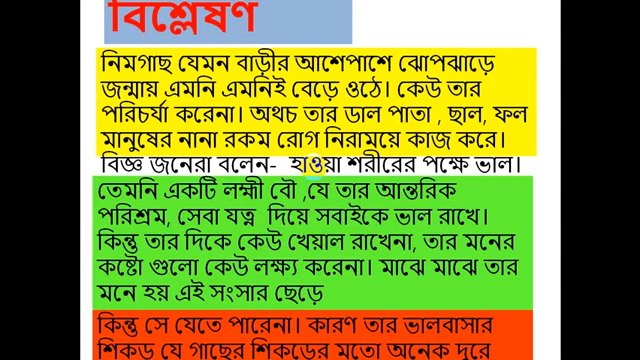 বিশ্লেষণ
নিমগাছ যেমন বাড়ীর আশেপাশে ঝোপঝাড়ে
জন্মায় এমনি এমনিই বেড়ে ওঠে। কেউ তার
পরিচর্যা করেনা। অথচ তার ডাল পাতা , ছাল, ফল
মানুষের নানা রকম রোগ নিরাময়ে কাজ করে।
বিজ্ঞ জনেরা বলেন- হাওয়া শরীরের পক্ষে ভাল।
তেমনি একটি লক্ষ্মী বৌ ,যে তার আন্তরিক
পরিশ্রম, সেবা যত্ন দিয়ে সবাইকে ভাল রাখে।
কিন্তু তার দিকে কেউ খেয়াল রাখেনা, তার মনের
কষ্টো গুলো কেউ লক্ষ্য করেনা। মাঝে মাঝে তার
মনে হয় এই সংসার ছেড়ে
কিন্তু সে যেতে পারেনা। কারণ তার ভালবাসার
শিকড় যে গাছের শিকড়ের মতো অনেক দূরে